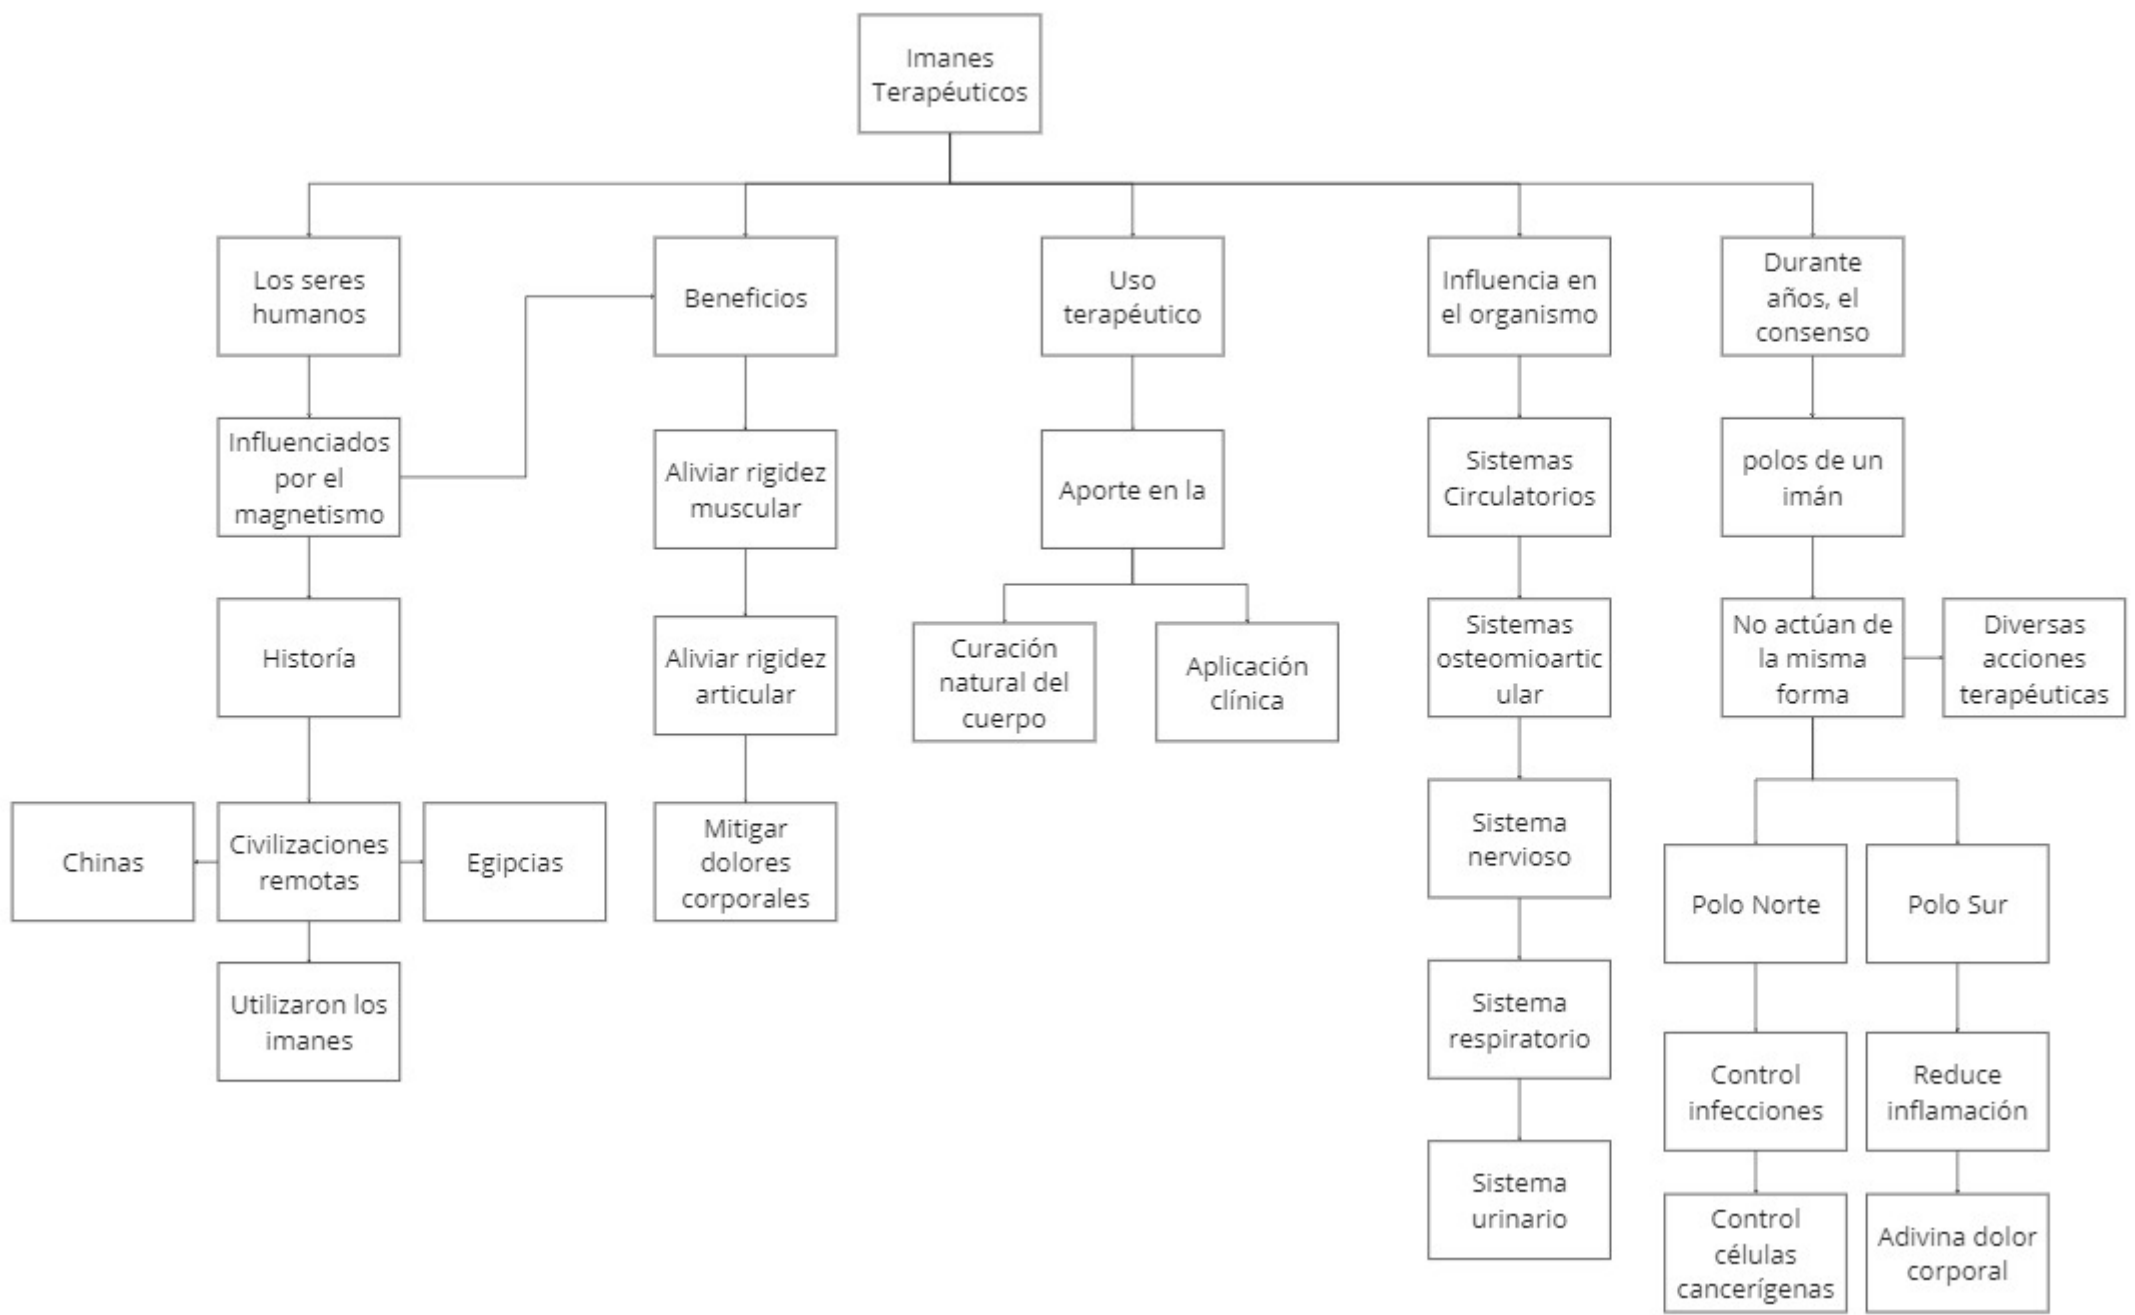 Imanes
Terapéuticos
Los seres
humanos
Beneficios
Uso
terapéutico
Influencia en
el organismo
Durante
años, el
consenso
Influenciados
por el
magnetismo
Aliviar rigidez
muscular
Aporte en la
Sistemas
Circulatorios
polos de un
imán
Historía
Aliviar rigidez
articular
Curación
natural del
cuerpo
Aplicación
clínica
Sistemas
osteomioartic
ular
No actúan de
la misma
forma
Diversas
acciones
terapéuticas
Chinas
Civilizaciones
remotas
Egipcias
Mitigar
dolores
corporales
Sistema
nervioso
Polo Norte
Polo Sur
Utilizaron los
imanes
Sistema
respiratorio
Control
infecciones
Reduce
inflamación
Sistema
urinario
Control
células
cancerígenas
Adivina dolor
corporal